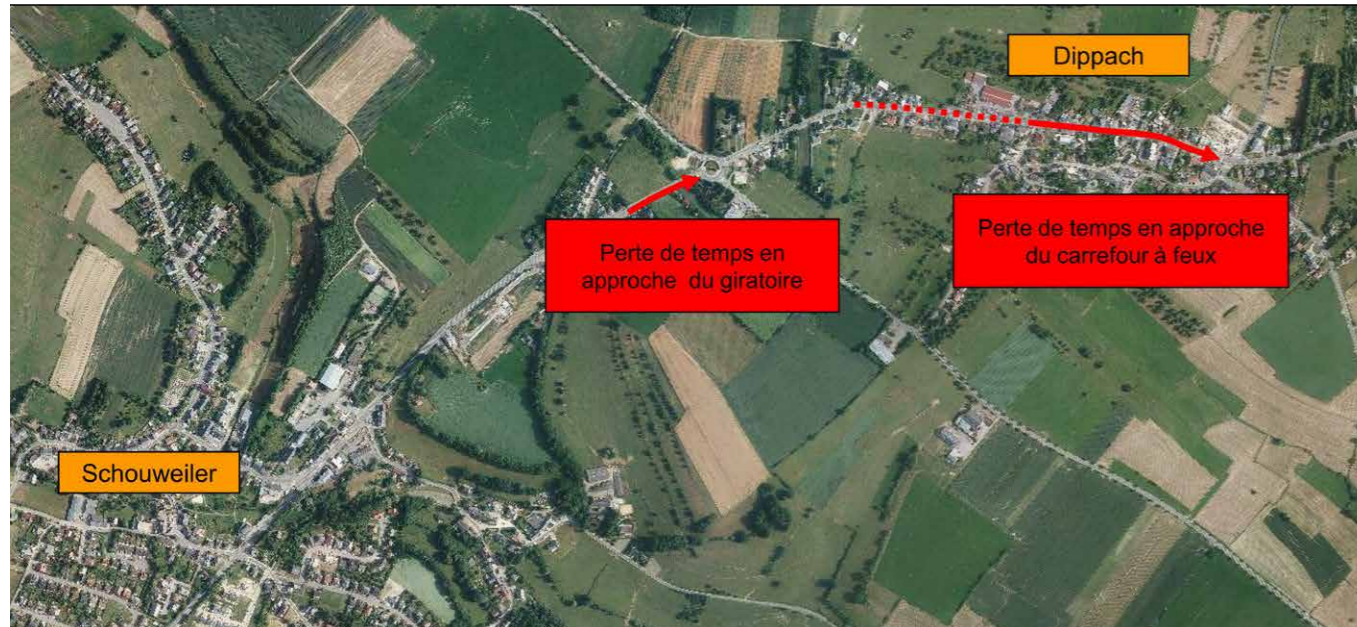 Dippach
Perte de temps en approche
du carrefour à feux
Perte de temps en
approche du giratoire
Schouweiler